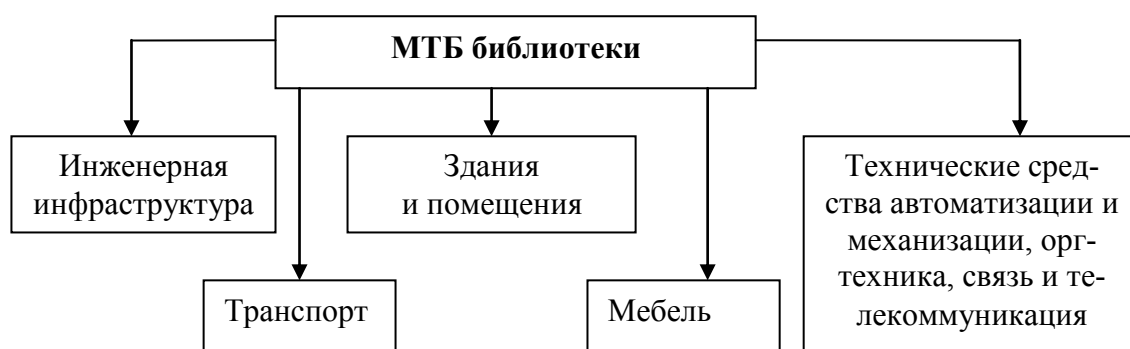 МТБ библиотеки
Инженерная
инфраструктура
Здания
и помещения
Технические сред-
ства автоматизации и
механизации, орг-
техника, связь и те-
лекоммуникация
Транспорт
Мебель